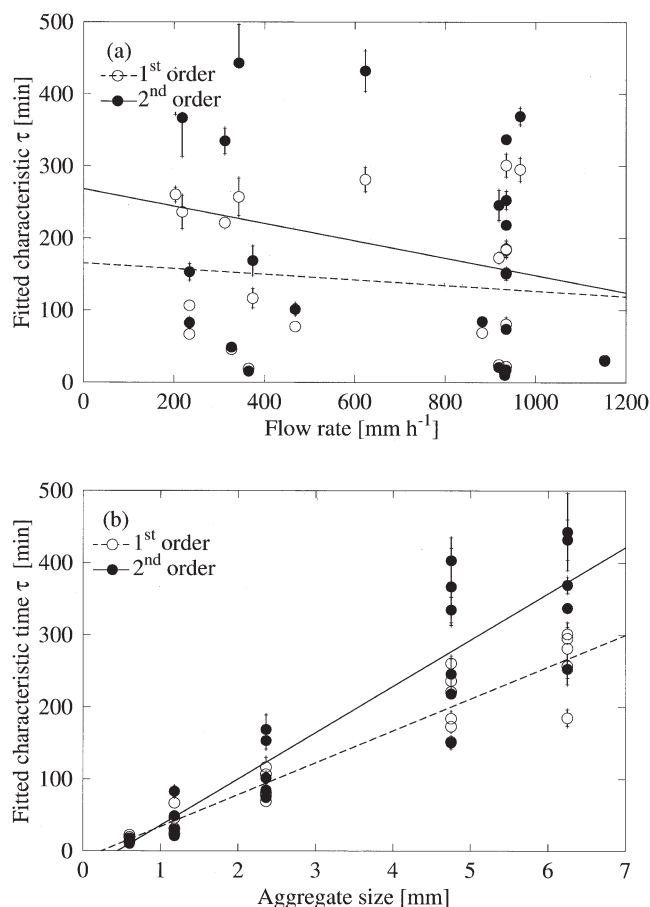 500
(a)
1st order
2nd order
400
300
200
100
0
0 200 400 600 800 1000 1200
Fitted characteristic τ [min]
Flow rate [mm h-1]
500
(b)
1st order
2nd order
400
300
200
100
0
0 1 2 3 4 5 6 7
Fitted characteristic time τ [min]
Aggregate size [mm]